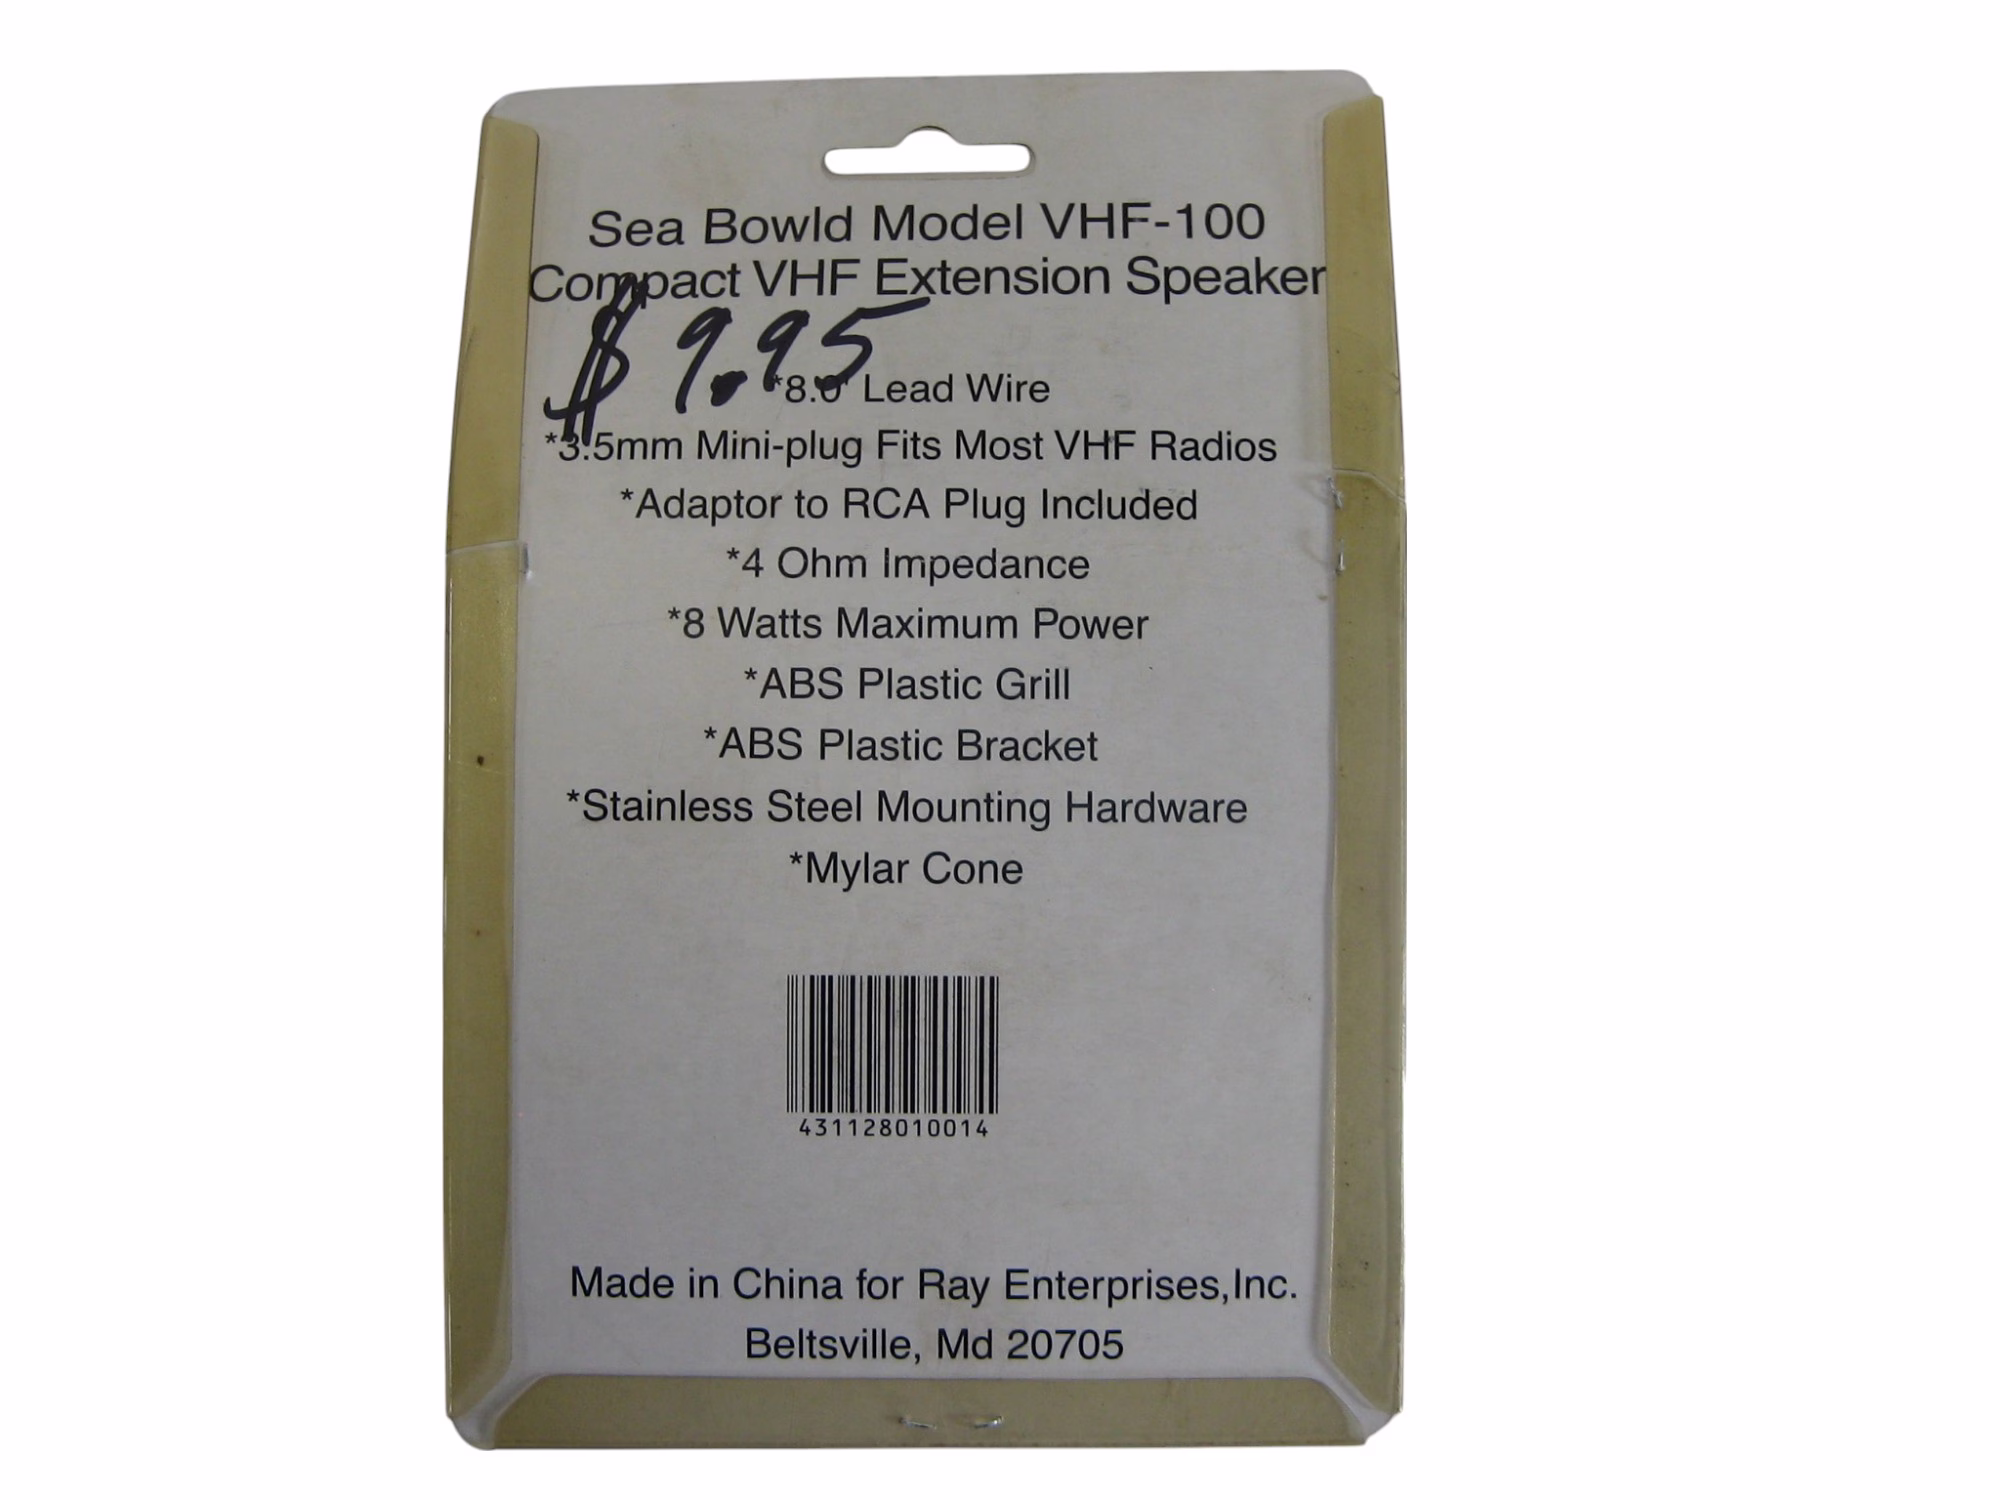 Sea Bowld Model VHF-100
Compact VHF Extension Speaker
$9.95
*8.0' Lead Wire
*3.5mm Mini-plug Fits Most VHF Radios
*Adaptor to RCA Plug Included
*4 Ohm Impedance
*8 Watts Maximum Power
*ABS Plastic Grill
*ABS Plastic Bracket
*Stainless Steel Mounting Hardware
*Mylar Cone
431128010014
Made in China for Ray Enterprises,Inc.
Beltsville, Md 20705